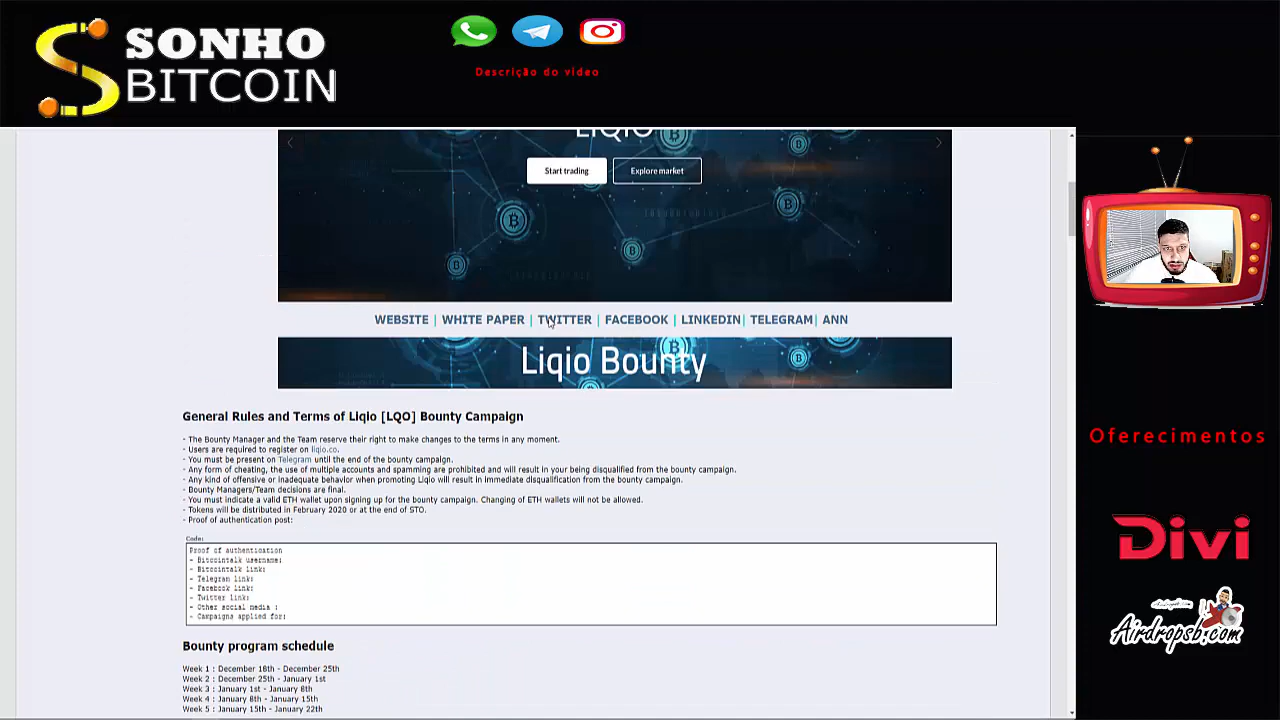 SONHO
BITCOIN
Descrição do vídeo
LIQIO
Start trading
Explore market
WEBSITE | WHITE PAPER | TWITTER | FACEBOOK | LINKEDIN| TELEGRAM| ANN
Liqio Bounty
General Rules and Terms of Liqio [LQO] Bounty Campaign
- The Bounty Manager and the Team reserve their right to make changes to the terms in any moment.
- Users are required to register on liqio.co.
- You must be present on Telegram until the end of the bounty campaign.
- Any form of cheating, the use of multiple accounts and spamming are prohibited and will result in your being disqualified from the bounty campaign.
- Any kind of offensive or inadequate behavior when promoting Liqio will result in immediate disqualification from the bounty campaign.
- Bounty Managers/Team decisions are final.
- You must indicate a valid ETH wallet upon signing up for the bounty campaign. Changing of ETH wallets will not be allowed.
- Tokens will be distributed in February 2020 or at the end of STO.
- Proof of authentication post:
Code:
Proof of authentication
- Bitcointalk username:
- Bitcointalk link:
- Telegram link:
- Facebook link:
- Twitter link:
- Other social media :
- Campaigns applied for:
Bounty program schedule
Week 1 : December 18th - December 25th
Week 2 : December 25th - January 1st
Week 3 : January 1st - January 8th
Week 4 : January 8th - January 15th
Week 5 : January 15th - January 22th
Oferecimentos
Divi
Airdropsb.com